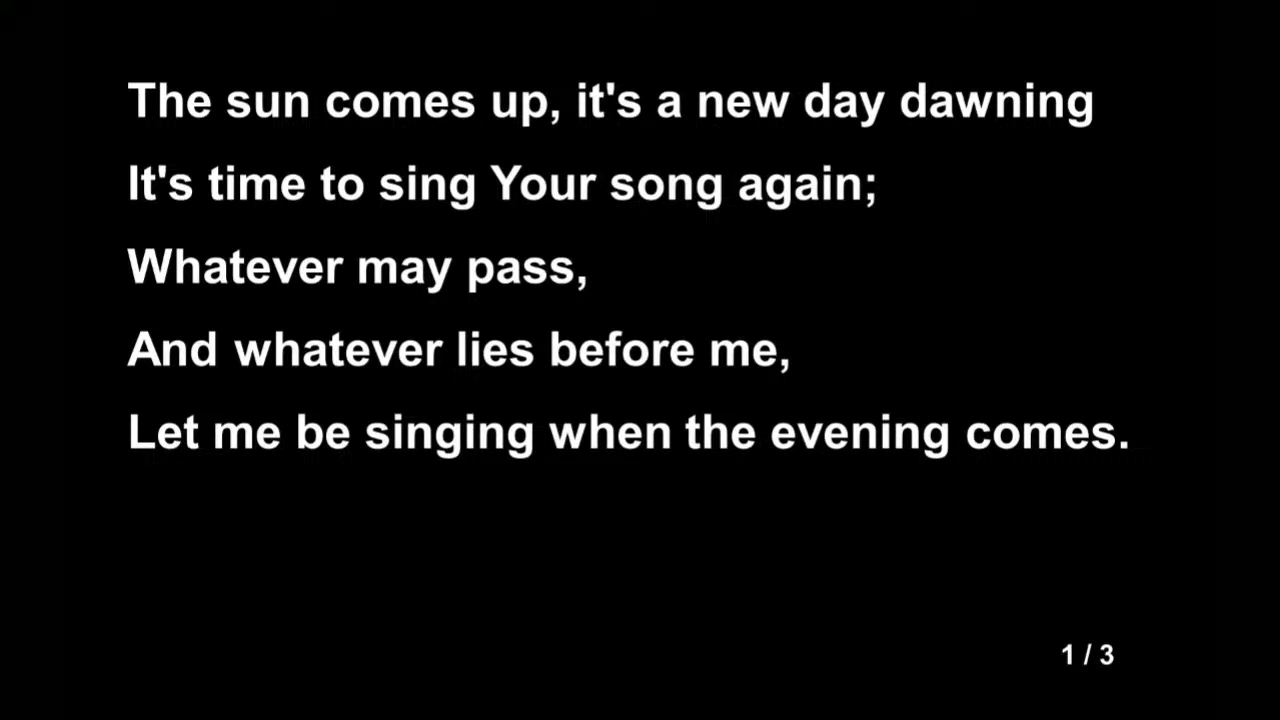 The sun comes up, it's a new day dawning
It's time to sing Your song again;
Whatever may pass,
And whatever lies before me,
Let me be singing when the evening comes.
1 / 3